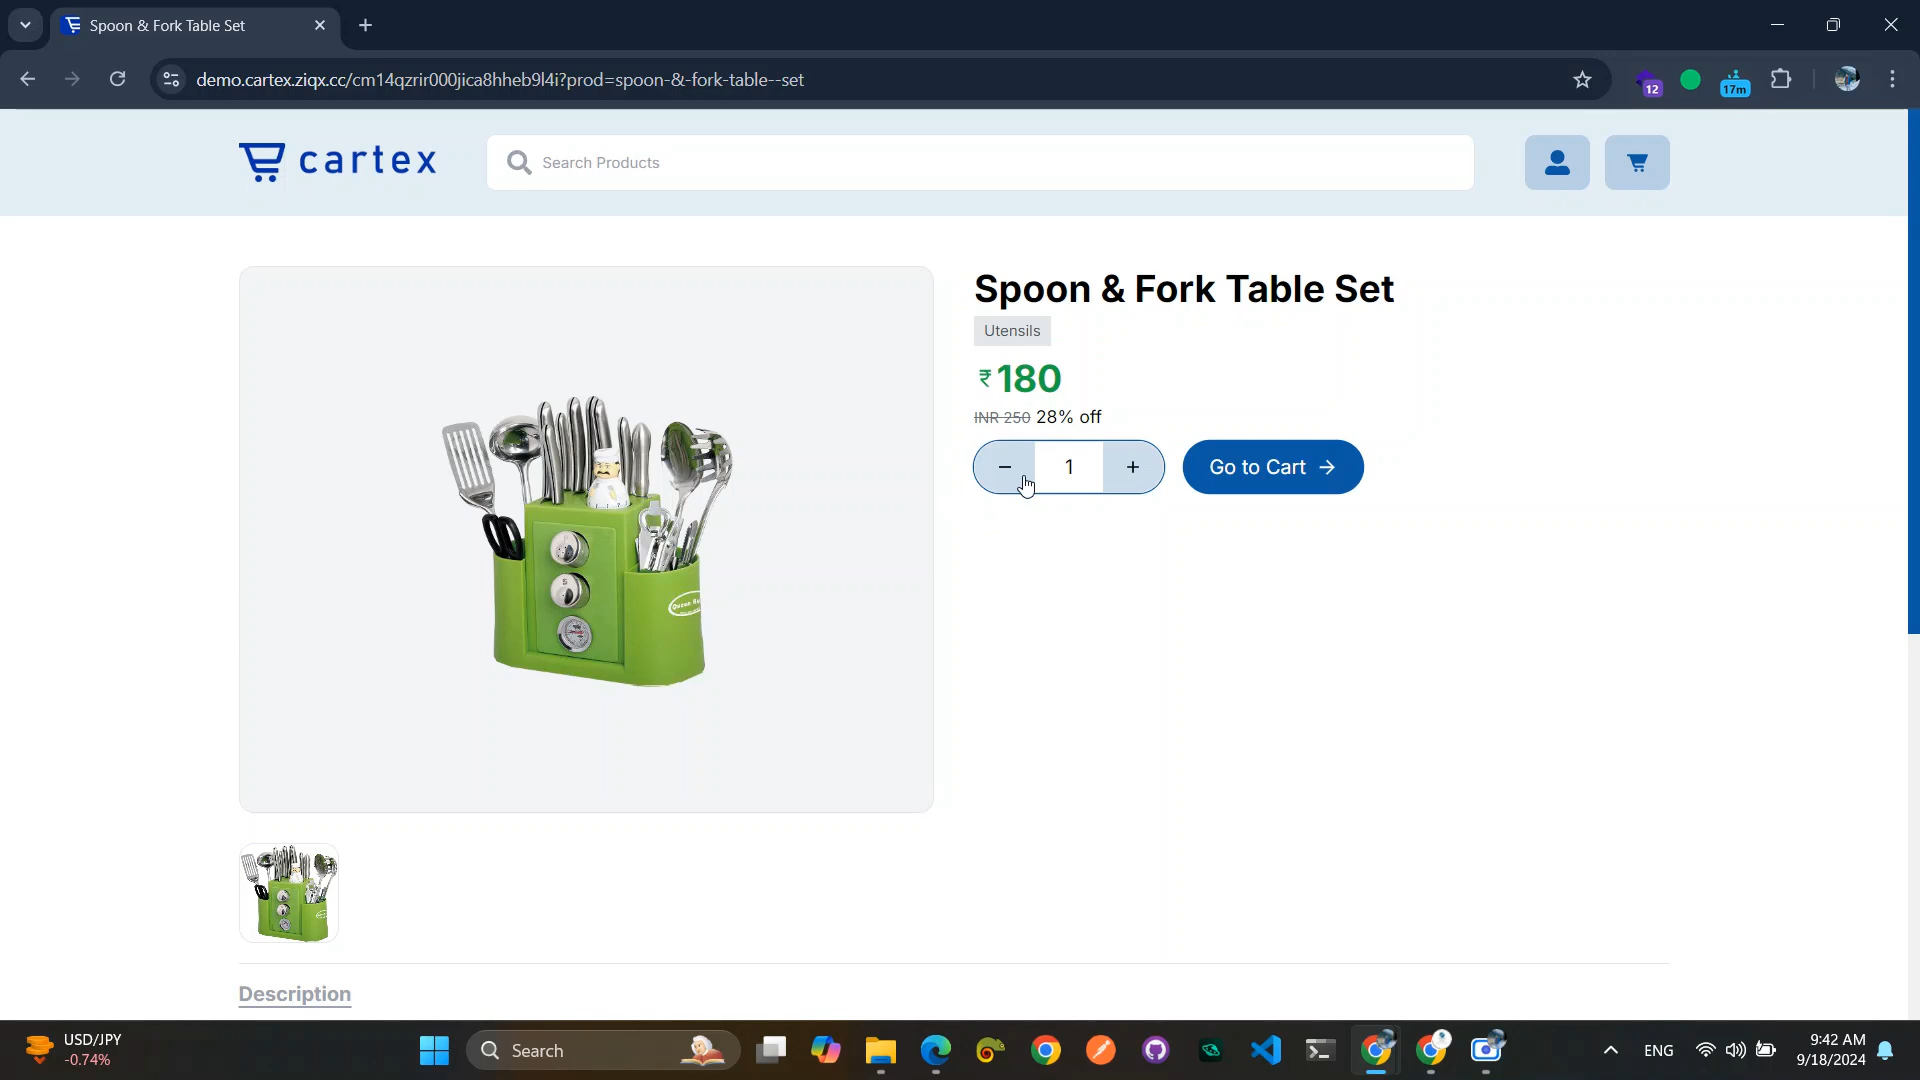 Spoon & Fork Table Set
demo.cartex.ziqx.cc/cm14qzrir000jica8hheb9l4i?prod=spoon-&-fork-table--set
12
17m
cartex
Search Products
Spoon & Fork Table Set
Utensils
₹180
INR 250 28% off
− 1 +
Go to Cart →
Description
USD/JPY
-0.74%
Search
ENG
9:42 AM
9/18/2024